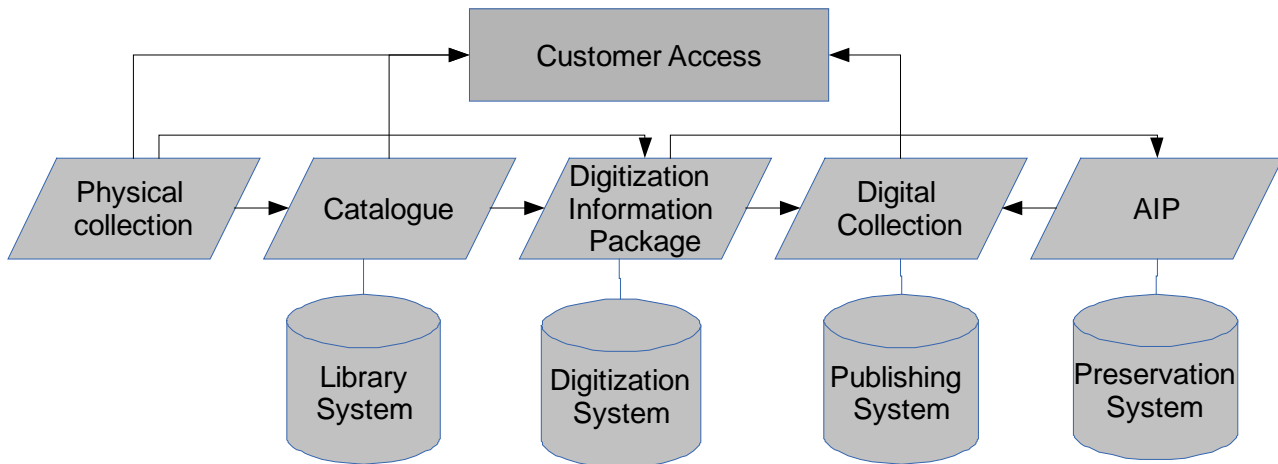 Customer Access
Physical
collection
Catalogue
Digitization
Information
Package
Digital
Collection
AIP
Library
System
Digitization
System
Publishing
System
Preservation
System